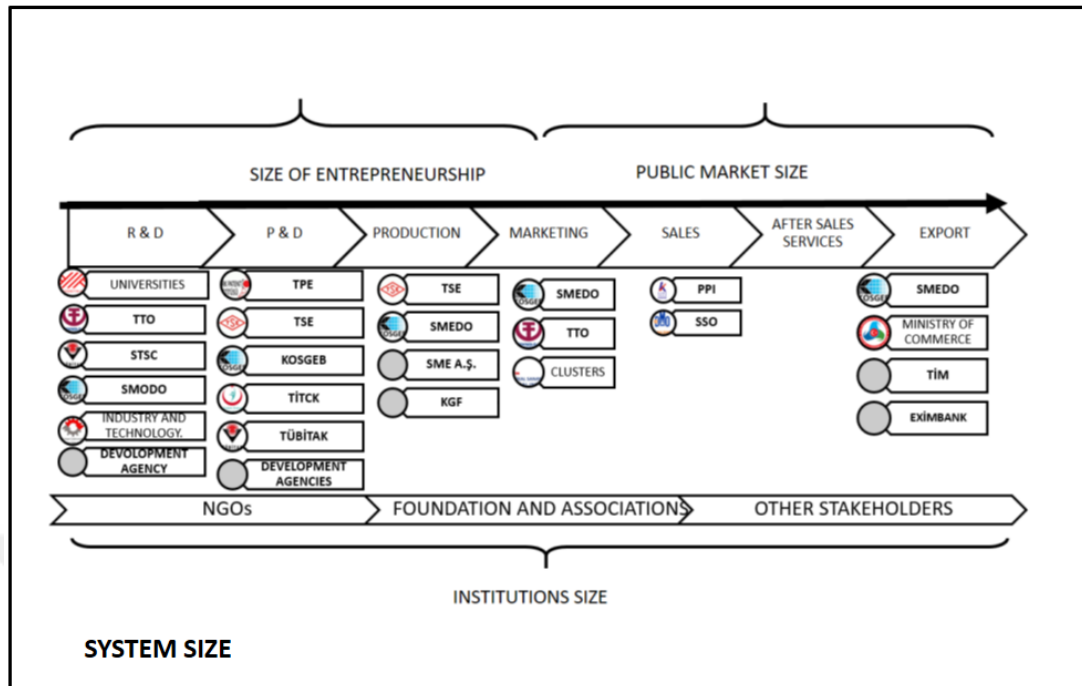 SIZE OF ENTREPRENEURSHIP
PUBLIC MARKET SIZE
R & D
P & D
PRODUCTION
MARKETING
SALES
AFTER SALES
SERVICES
EXPORT
UNIVERSITIES
TTO
STSC
SMODO
INDUSTRY AND
TECHNOLOGY.
DEVOLOPMENT
AGENCY
TPE
TSE
KOSGEB
TİTCK
TÜBİTAK
DEVELOPMENT
AGENCIES
TSE
SMEDO
SME A.Ş.
KGF
SMEDO
TTO
CLUSTERS
PPI
SSO
SMEDO
MINISTRY OF
COMMERCE
TİM
EXİMBANK
NGOs
FOUNDATION AND ASSOCIATIONS
OTHER STAKEHOLDERS
INSTITUTIONS SIZE
SYSTEM SIZE